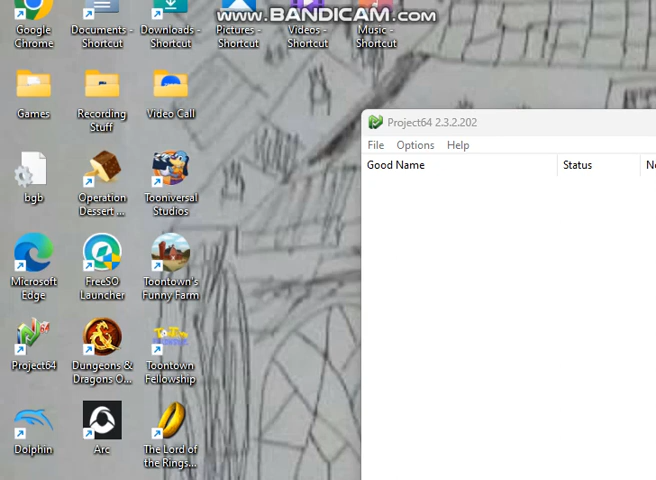 www.BANDICAM.com
Google
Chrome
Documents -
Shortcut
Downloads -
Shortcut
Pictures -
Shortcut
Videos -
Shortcut
Music -
Shortcut
Games
Recording
Stuff
Video Call
Project64 2.3.2.202
File Options Help
Good Name Status
bgb
Operation
Dessert ...
Tooniversal
Studios
Microsoft
Edge
FreeSO
Launcher
Toontown's
Funny Farm
Project64
Dungeons &
Dragons O...
Toontown
Fellowship
Dolphin
Arc
The Lord of
the Rings...